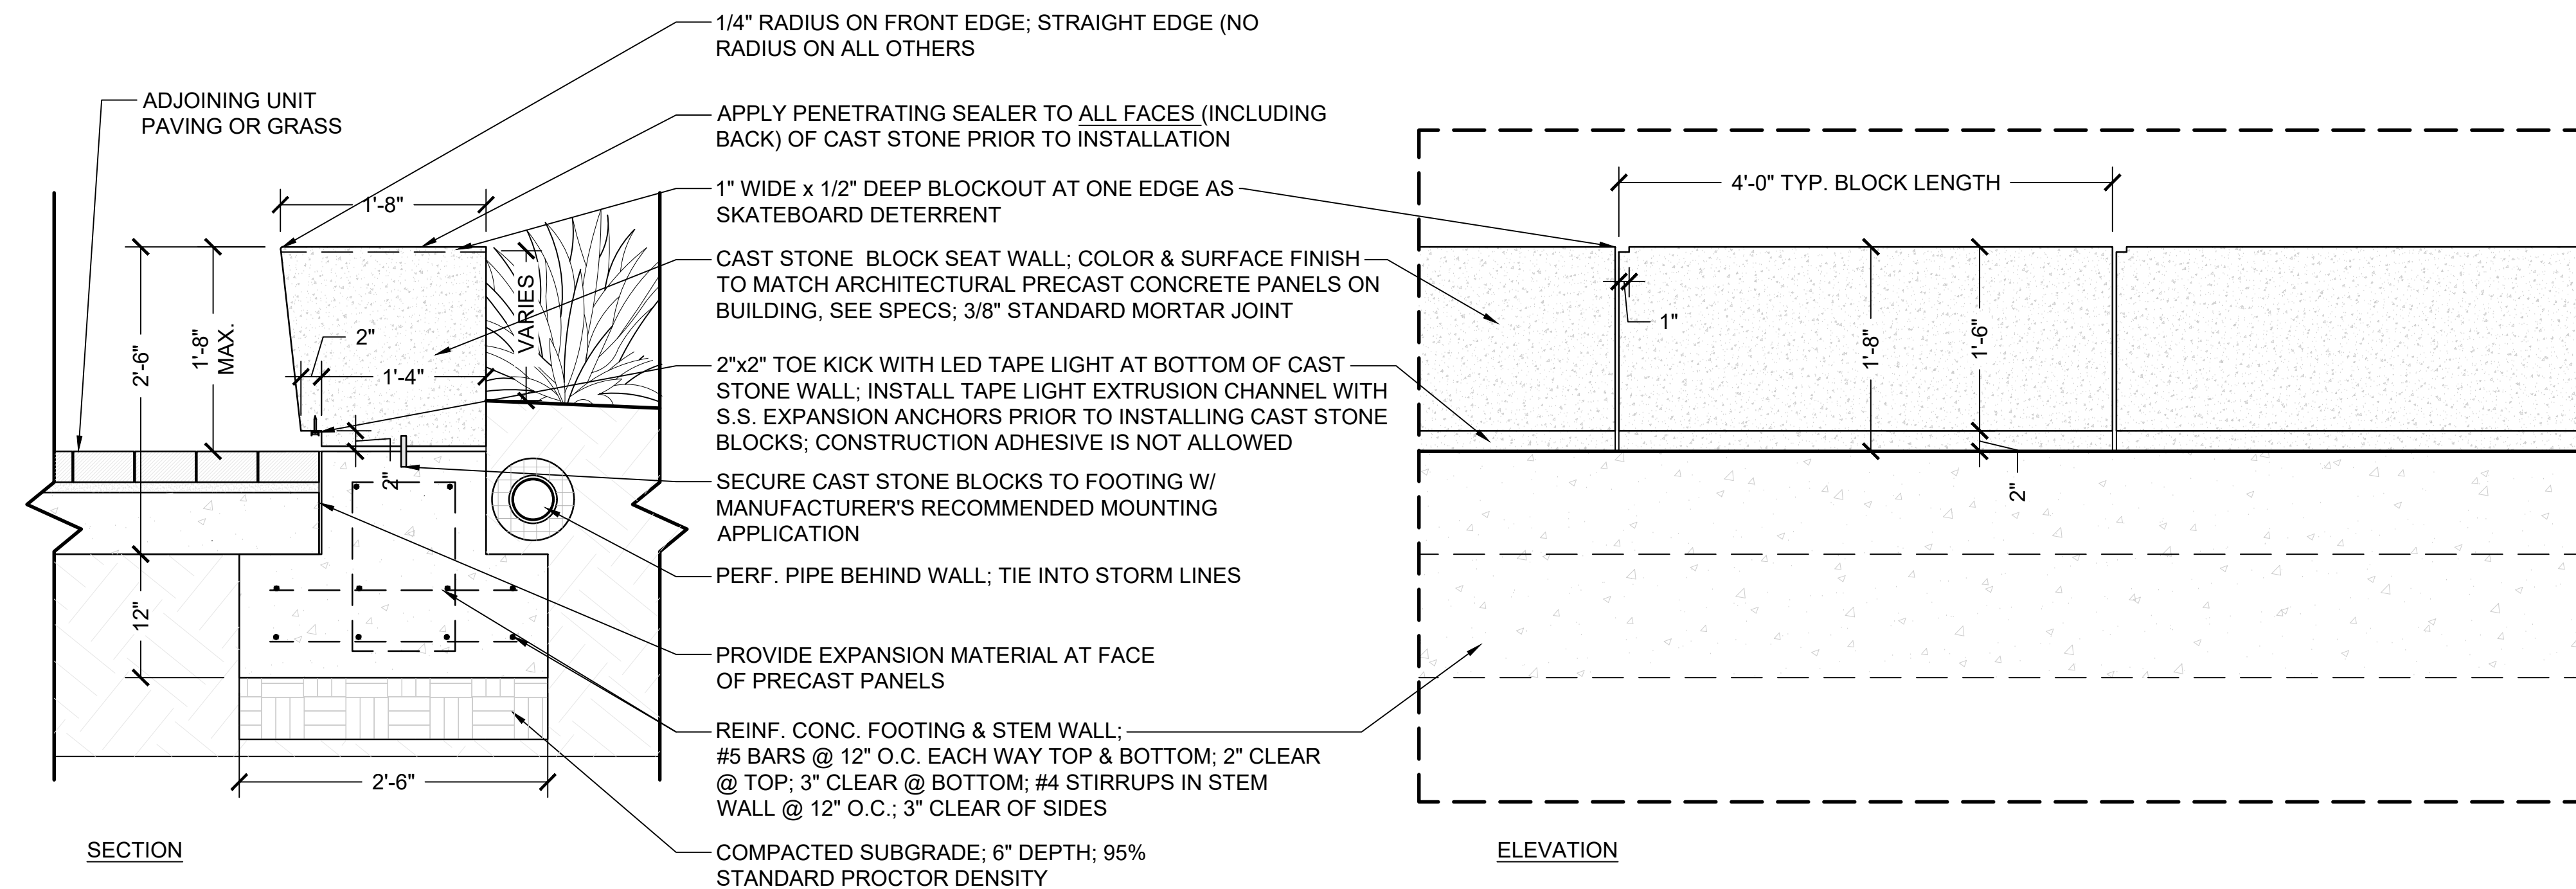 1/4" RADIUS ON FRONT EDGE; STRAIGHT EDGE (NO
RADIUS ON ALL OTHERS
ADJOINING UNIT
PAVING OR GRASS
APPLY PENETRATING SEALER TO ALL FACES (INCLUDING
BACK) OF CAST STONE PRIOR TO INSTALLATION
1" WIDE x 1/2" DEEP BLOCKOUT AT ONE EDGE AS
SKATEBOARD DETERRENT
CAST STONE  BLOCK SEAT WALL; COLOR & SURFACE FINISH
TO MATCH ARCHITECTURAL PRECAST CONCRETE PANELS ON
BUILDING, SEE SPECS; 3/8" STANDARD MORTAR JOINT
2"x2" TOE KICK WITH LED TAPE LIGHT AT BOTTOM OF CAST
STONE WALL; INSTALL TAPE LIGHT EXTRUSION CHANNEL WITH
S.S. EXPANSION ANCHORS PRIOR TO INSTALLING CAST STONE
BLOCKS; CONSTRUCTION ADHESIVE IS NOT ALLOWED
SECURE CAST STONE BLOCKS TO FOOTING W/
MANUFACTURER'S RECOMMENDED MOUNTING
APPLICATION
PERF. PIPE BEHIND WALL; TIE INTO STORM LINES
PROVIDE EXPANSION MATERIAL AT FACE
OF PRECAST PANELS
REINF. CONC. FOOTING & STEM WALL;
#5 BARS @ 12" O.C. EACH WAY TOP & BOTTOM; 2" CLEAR
@ TOP; 3" CLEAR @ BOTTOM; #4 STIRRUPS IN STEM
WALL @ 12" O.C.; 3" CLEAR OF SIDES
COMPACTED SUBGRADE; 6" DEPTH; 95%
STANDARD PROCTOR DENSITY
1'-8"
2'-6"
1'-8"
MAX.
2"
1'-4"
VARIES
2"
12"
2'-6"
SECTION
4'-0" TYP. BLOCK LENGTH
1"
1'-8"
1'-6"
2"
ELEVATION